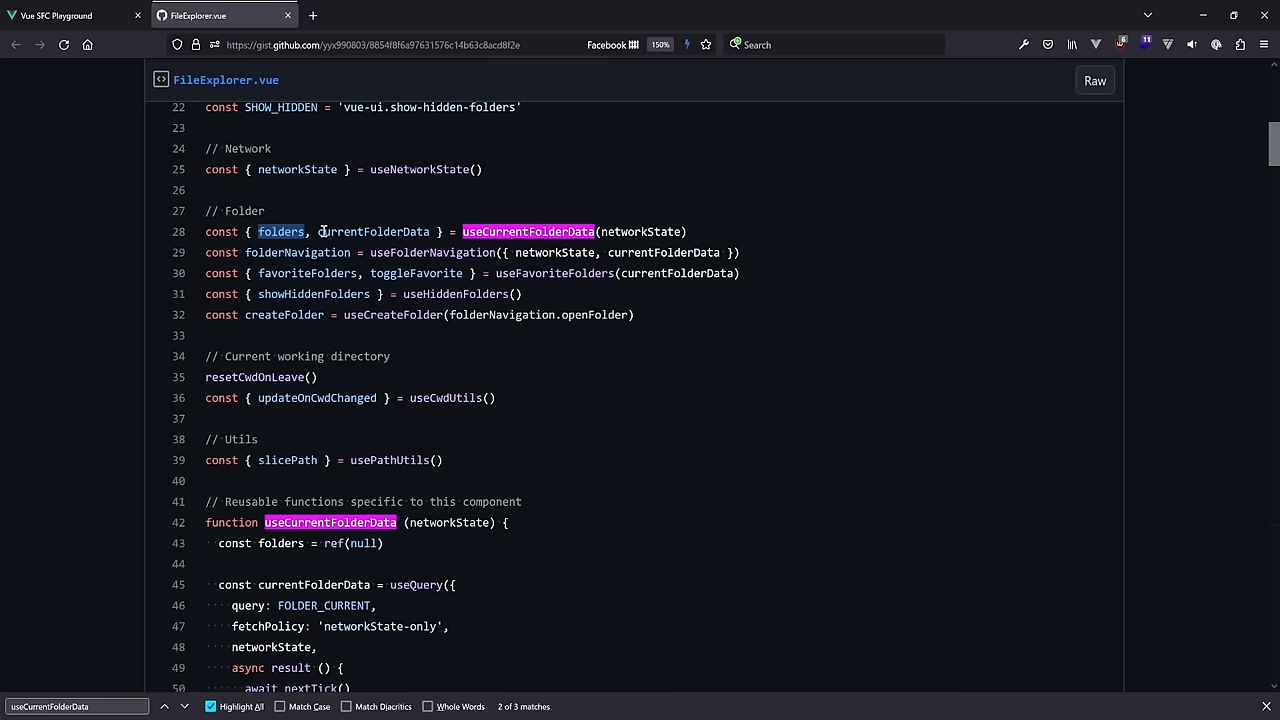 Vue SFC Playground
FileExplorer.vue
https://gist.github.com/yyx990803/8854f8f6a97631576c14b63c8acd8f2e
Facebook
150%
Search
6
11
FileExplorer.vue
Raw
22 const SHOW_HIDDEN = 'vue-ui.show-hidden-folders'
23
24 // Network
25 const { networkState } = useNetworkState()
26
27 // Folder
28 const { folders, currentFolderData } = useCurrentFolderData(networkState)
29 const folderNavigation = useFolderNavigation({ networkState, currentFolderData })
30 const { favoriteFolders, toggleFavorite } = useFavoriteFolders(currentFolderData)
31 const { showHiddenFolders } = useHiddenFolders()
32 const createFolder = useCreateFolder(folderNavigation.openFolder)
33
34 // Current working directory
35 resetCwdOnLeave()
36 const { updateOnCwdChanged } = useCwdUtils()
37
38 // Utils
39 const { slicePath } = usePathUtils()
40
41 // Reusable functions specific to this component
42 function useCurrentFolderData (networkState) {
43 const folders = ref(null)
44
45 const currentFolderData = useQuery({
46 query: FOLDER_CURRENT,
47 fetchPolicy: 'networkState-only',
48 networkState,
49 async result () {
50 await nextTick()
useCurrentFolderData
Highlight All
Match Case
Match Diacritics
Whole Words
2 of 3 matches